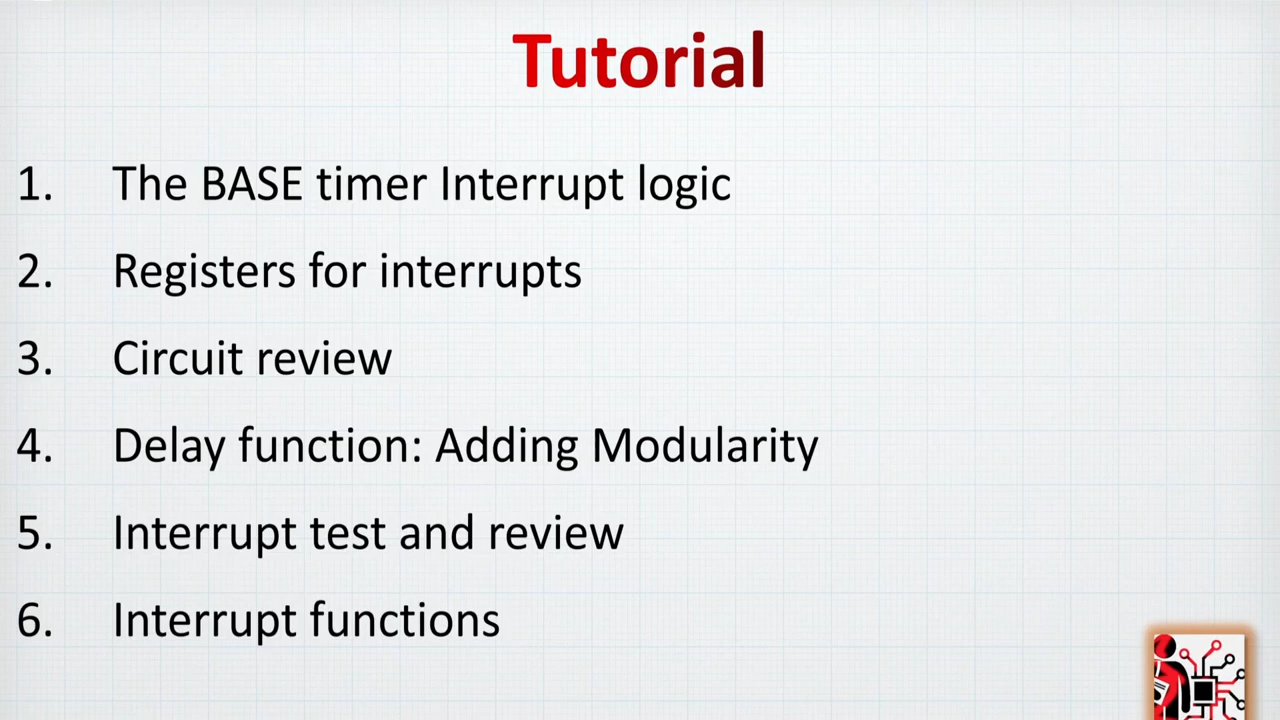 Tutorial
1. The BASE timer Interrupt logic
2. Registers for interrupts
3. Circuit review
4. Delay function: Adding Modularity
5. Interrupt test and review
6. Interrupt functions